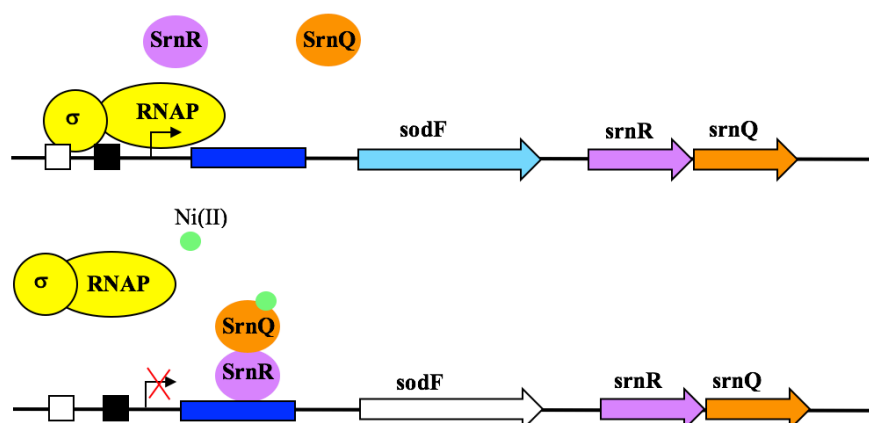 SrnR SrnQ
σ RNAP
sodF srnR srnQ
Ni(II)
σ RNAP
SrnQ
SrnR
sodF srnR srnQ